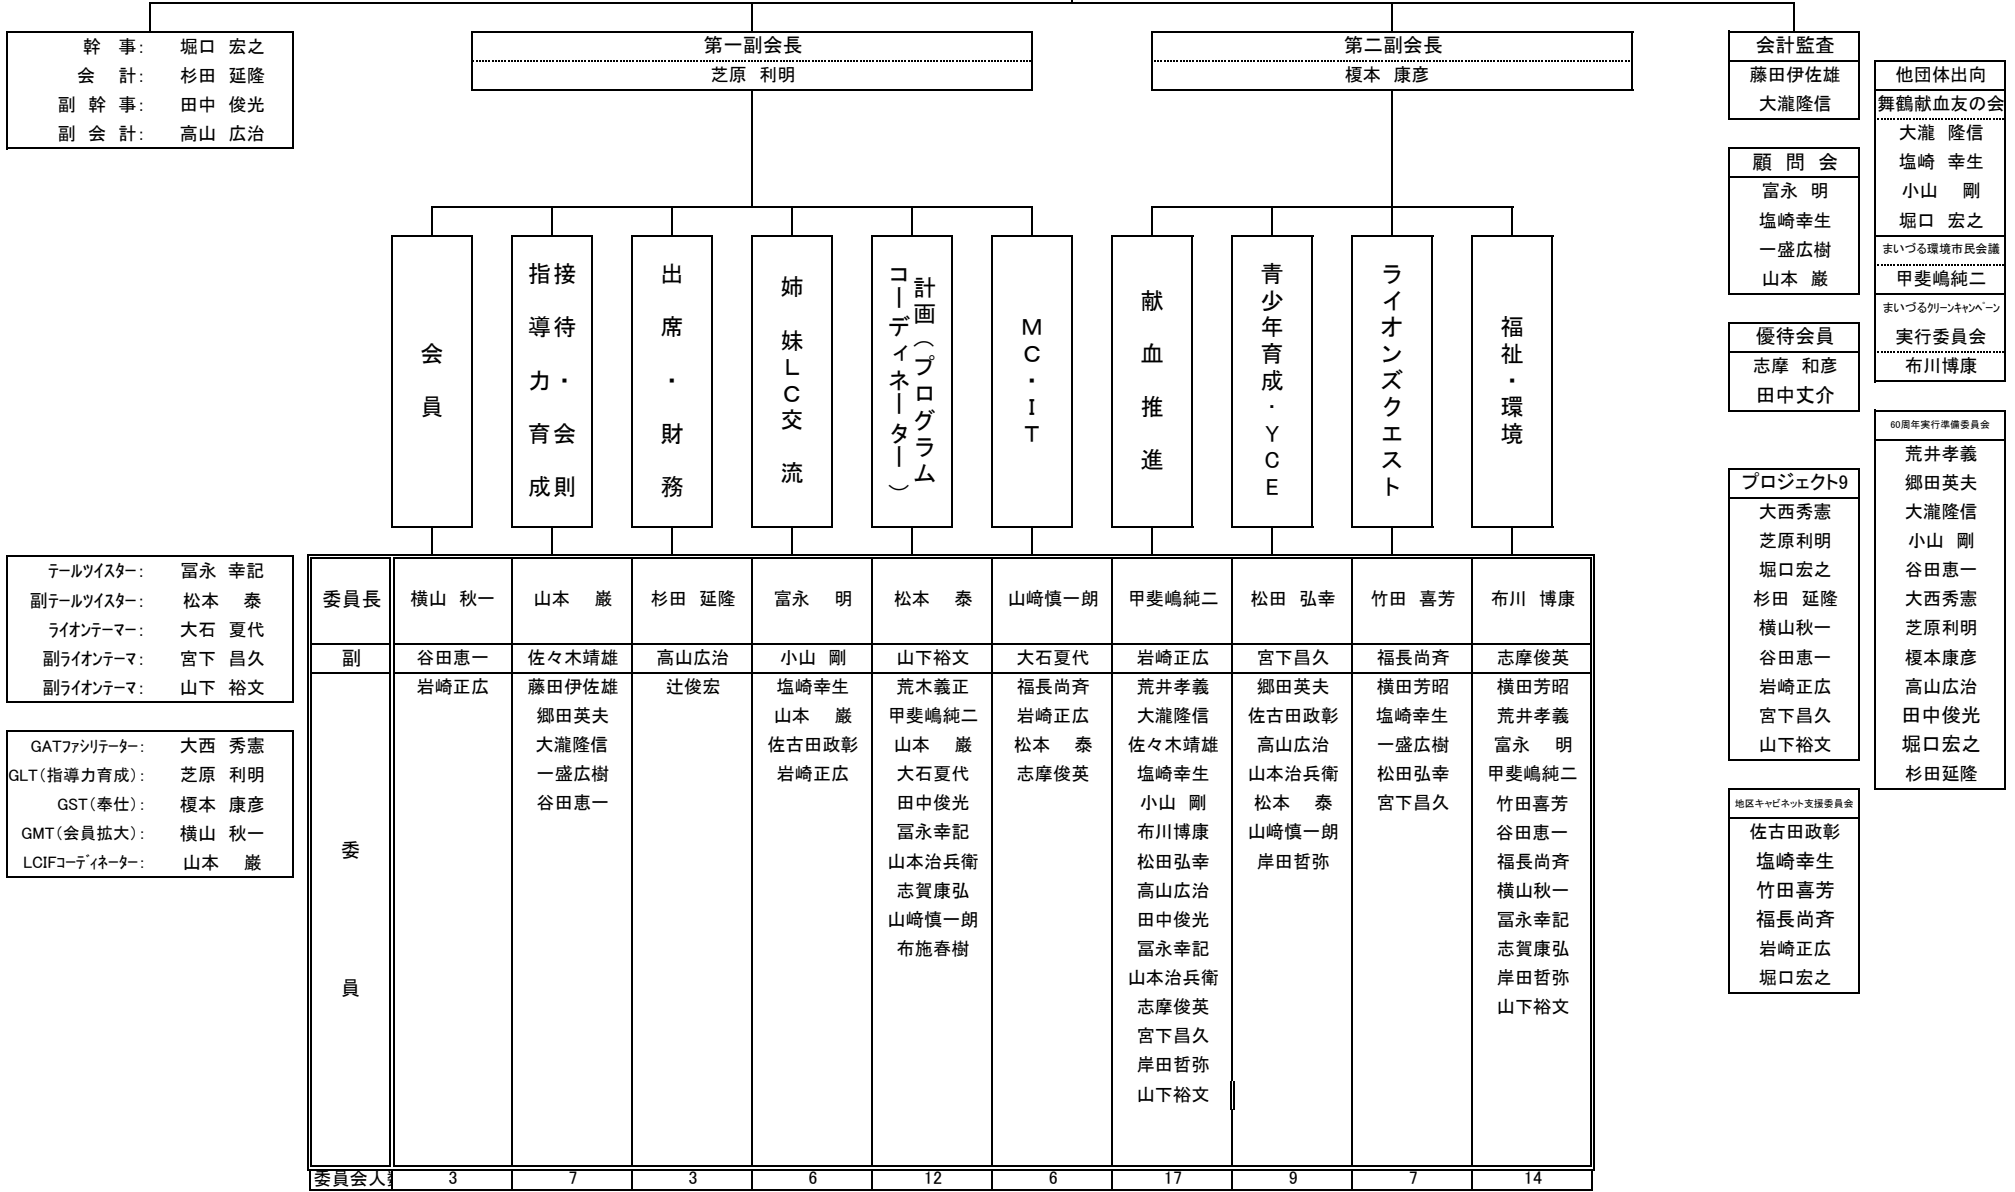 幹　事：　堀口 宏之
会　計：　杉田 延隆
副 幹 事：　田中 俊光
副 会 計：　高山 広治
第一副会長
芝原 利明
第二副会長
榎本 康彦
会計監査
藤田伊佐雄
大瀧隆信
他団体出向
舞鶴献血友の会
大瀧 隆信
塩崎 幸生
小山 剛
堀口 宏之
まいづる環境市民会議
甲斐嶋純二
まいづるクリーンキャンペーン
実行委員会
布川博康
顧 問 会
富永 明
塩崎幸生
一盛広樹
山本 巌
優待会員
志摩 和彦
田中丈介
会員
接待・会則
指導力育成
出席・財務
姉妹LC交流
計画（プログラム
コーディネーター）
MC・IT
献血推進
青少年育成・YCE
ライオンズクエスト
福祉・環境
60周年実行準備委員会
荒井孝義
郷田英夫
大瀧隆信
小山 剛
谷田恵一
大西秀憲
芝原利明
榎本康彦
高山広治
田中俊光
堀口宏之
杉田延隆
プロジェクト9
大西秀憲
芝原利明
堀口宏之
杉田 延隆
横山秋一
谷田恵一
岩崎正広
宮下昌久
山下裕文
地区キャビネット支援委員会
佐古田政彰
塩崎幸生
竹田喜芳
福長尚斉
岩崎正広
堀口宏之
テールツイスター：　冨永 幸記
副テールツイスター：　松本 泰
ライオンテーマー：　大石 夏代
副ライオンテーマ：　宮下 昌久
副ライオンテーマ：　山下 裕文
GATファシリテーター：　大西 秀憲
GLT（指導力育成）：　芝原 利明
GST（奉仕）：　榎本 康彦
GMT（会員拡大）：　横山 秋一
LCIFコーディネーター：　山本 巌
委員長　横山 秋一　山本 巌　杉田 延隆　富永 明　松本 泰　山﨑慎一朗　甲斐嶋純二　松田 弘幸　竹田 喜芳　布川 博康
副　谷田恵一　佐々木靖雄　高山広治　小山 剛　山下裕文　大石夏代　岩崎正広　宮下昌久　福長尚斉　志摩俊英
岩崎正広　藤田伊佐雄　辻俊宏　塩崎幸生　荒木義正　福長尚斉　荒井孝義　郷田英夫　横田芳昭　横田芳昭
郷田英夫　山本 巌　甲斐嶋純二　岩崎正広　大瀧隆信　佐古田政彰　塩崎幸生　荒井孝義
大瀧隆信　佐古田政彰　山本 巌　松本 泰　佐々木靖雄　高山広治　一盛広樹　富永 明
一盛広樹　岩崎正広　大石夏代　志摩俊英　塩崎幸生　山本治兵衛　松田弘幸　甲斐嶋純二
谷田恵一　田中俊光　小山 剛　松本 泰　宮下昌久　竹田喜芳
冨永幸記　布川博康　山﨑慎一朗　谷田恵一
委　山本治兵衛　松田弘幸　岸田哲弥　福長尚斉
志賀康弘　高山広治　横山秋一
山﨑慎一朗　田中俊光　冨永幸記
布施春樹　冨永幸記　志賀康弘
員　山本治兵衛　岸田哲弥
志摩俊英　山下裕文
宮下昌久
岸田哲弥
山下裕文
委員会人　3　7　3　6　12　6　17　9　7　14